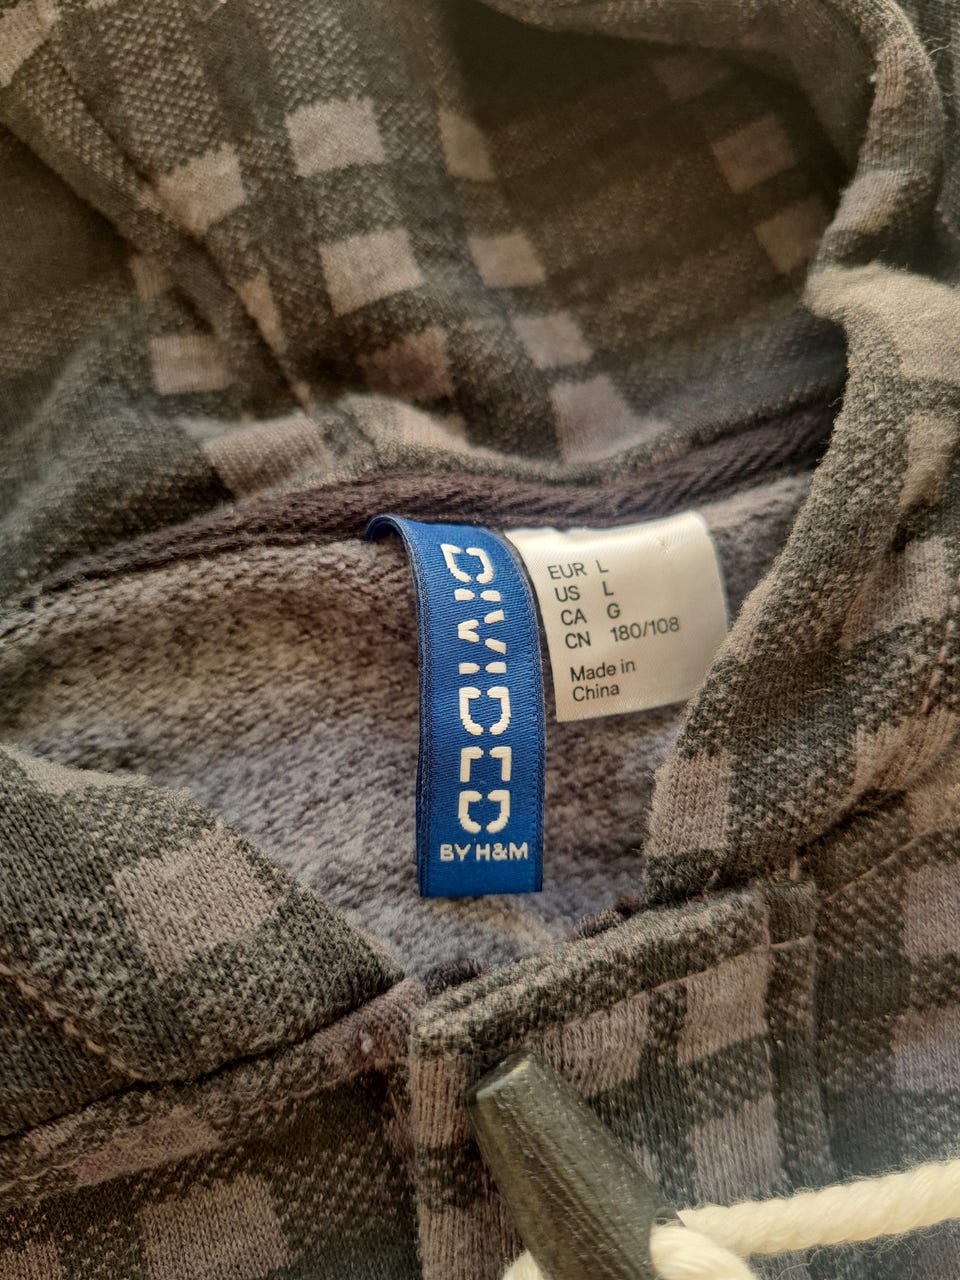 DIVIDED
BY H&M
EUR L
US L
CA G
CN 180/108
Made in
China